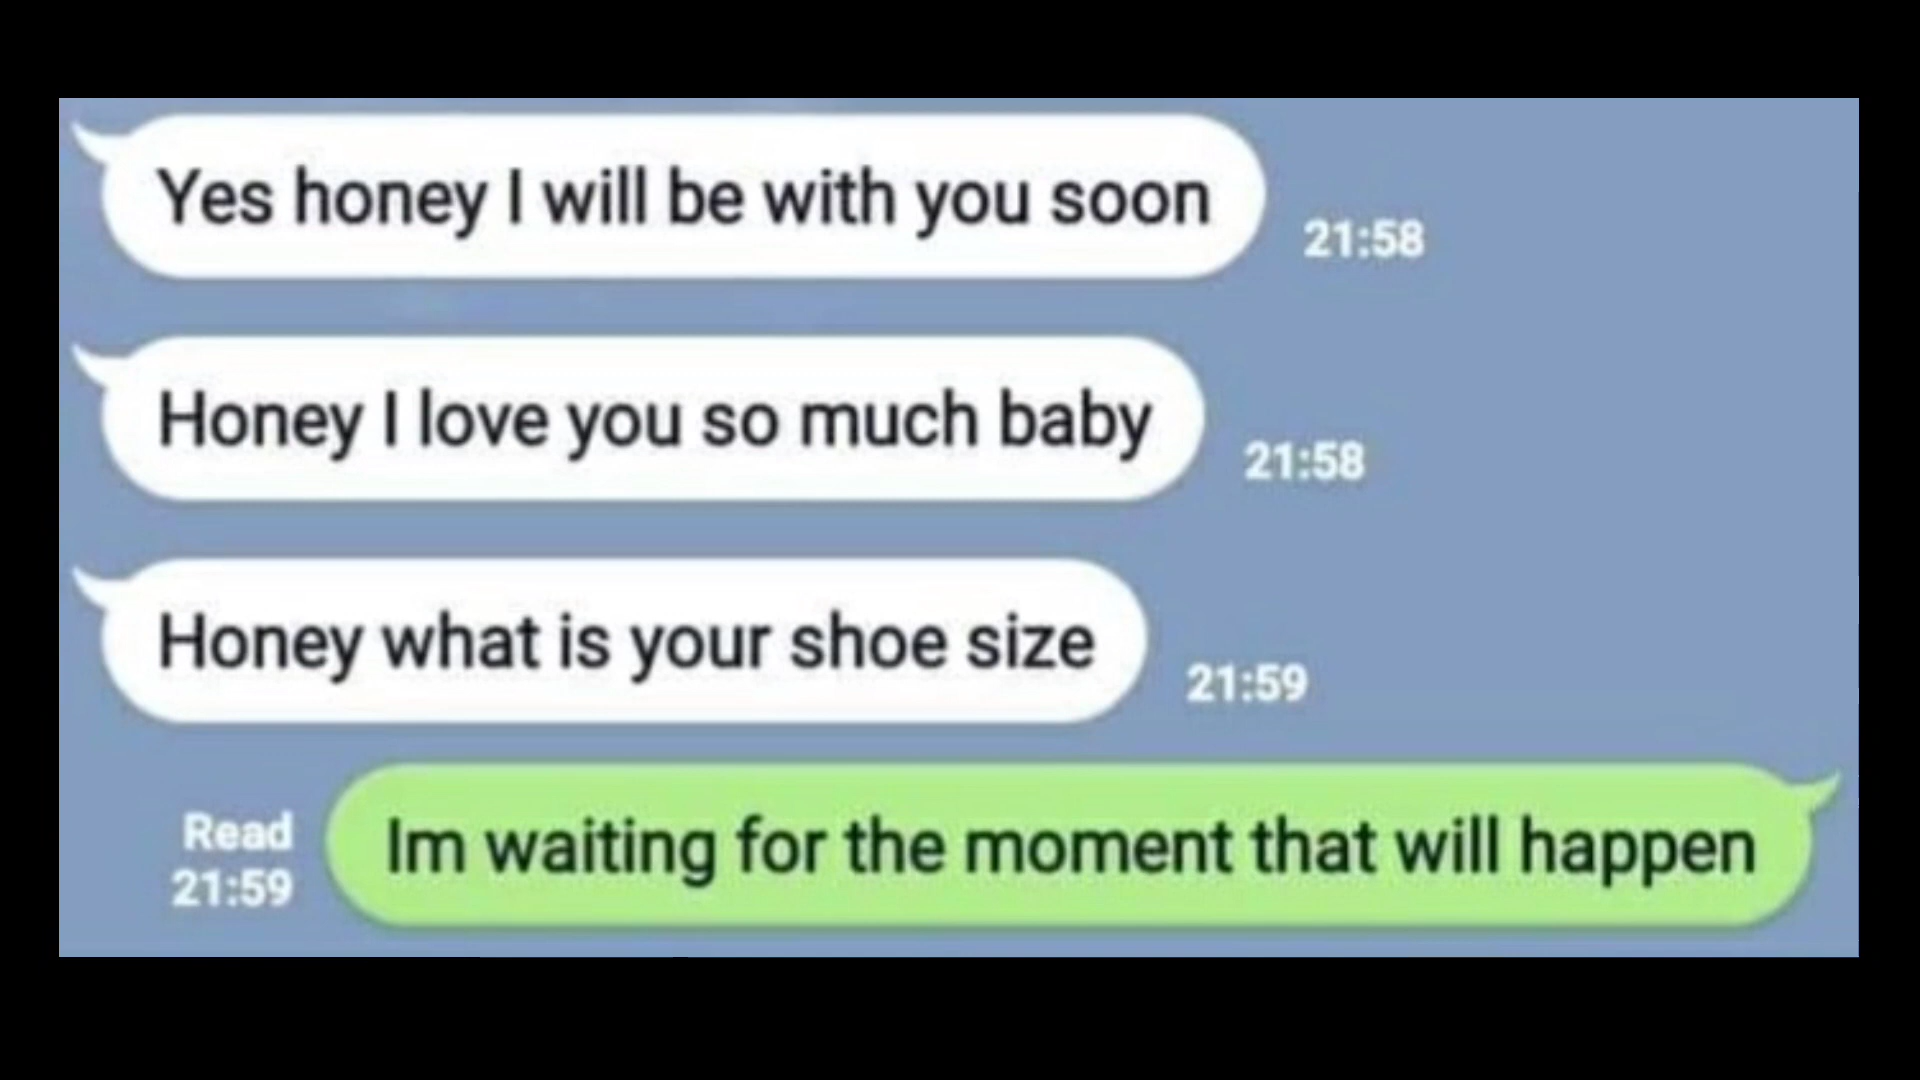 Yes honey I will be with you soon
21:58
Honey I love you so much baby
21:58
Honey what is your shoe size
21:59
Read
21:59
Im waiting for the moment that will happen